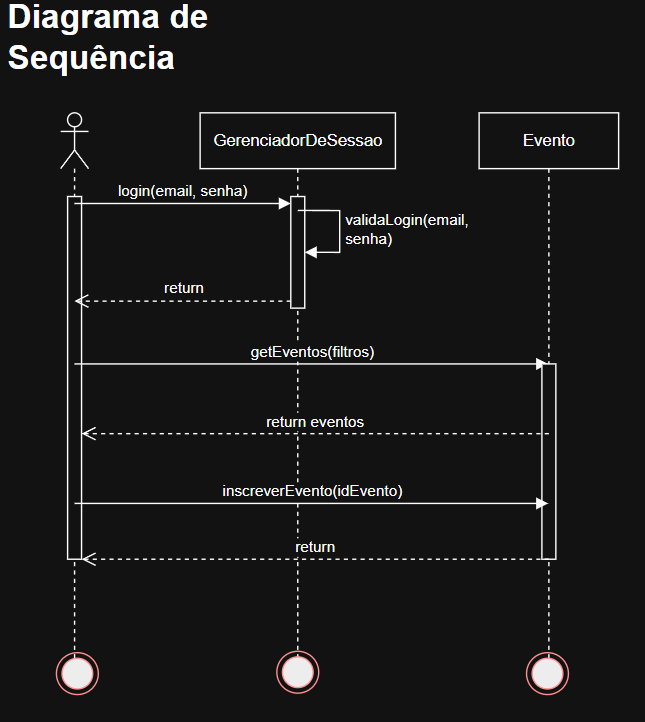 Diagrama de
Sequência
GerenciadorDeSessao
Evento
login(email, senha)
validaLogin(email,
senha)
return
getEventos(filtros)
return eventos
inscreverEvento(idEvento)
return